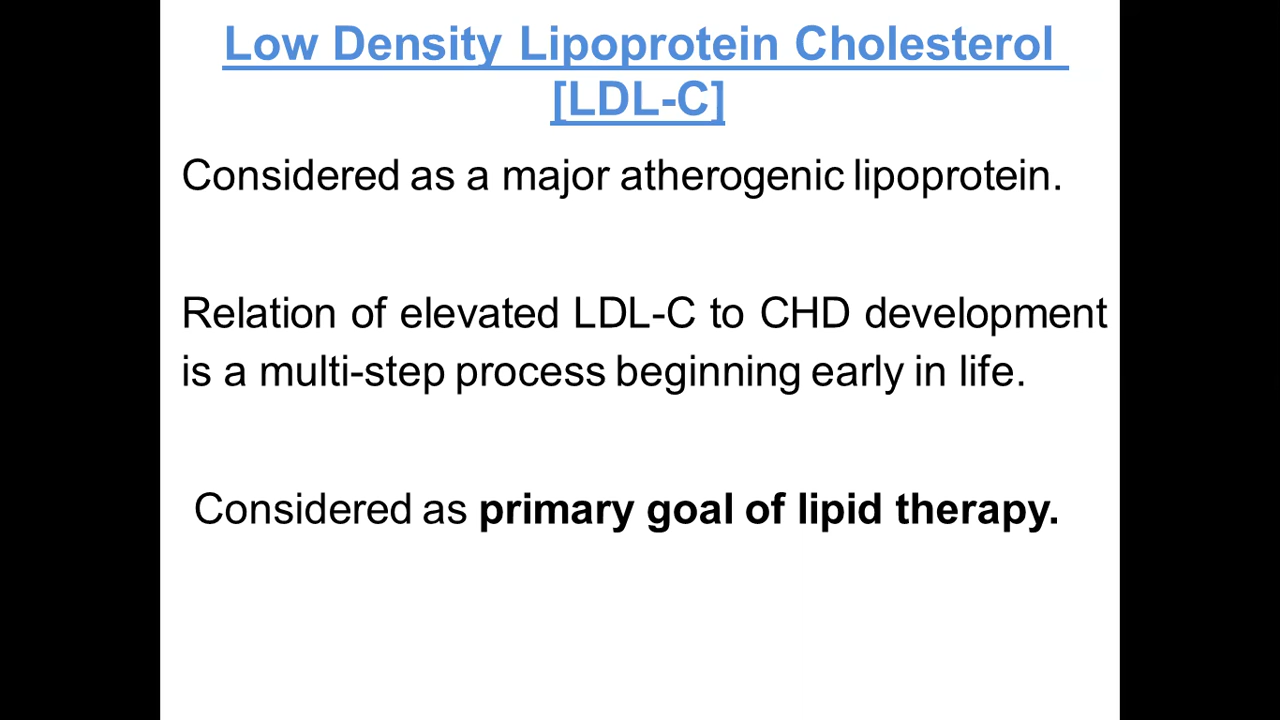 Low Density Lipoprotein Cholesterol
[LDL-C]
Considered as a major atherogenic lipoprotein.
Relation of elevated LDL-C to CHD development
is a multi-step process beginning early in life.
Considered as primary goal of lipid therapy.